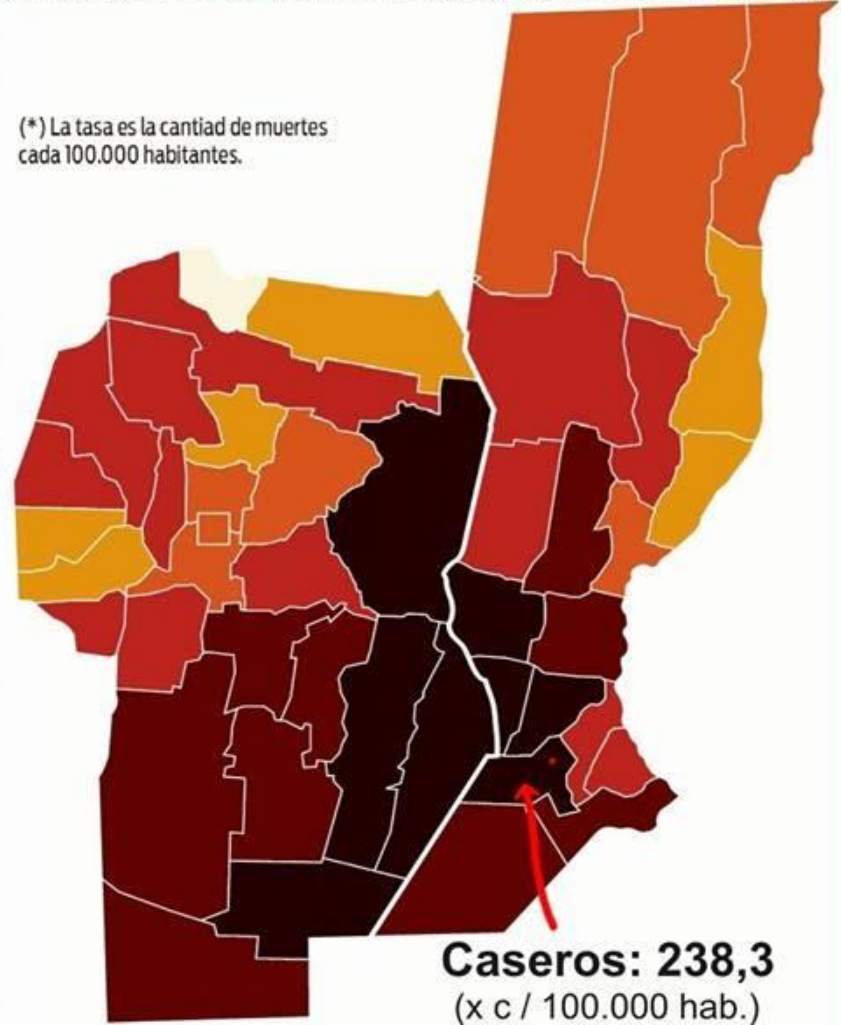 (*) La tasa es la cantiad de muertes
cada 100.000 habitantes.
Caseros: 238,3
(x c / 100.000 hab.)